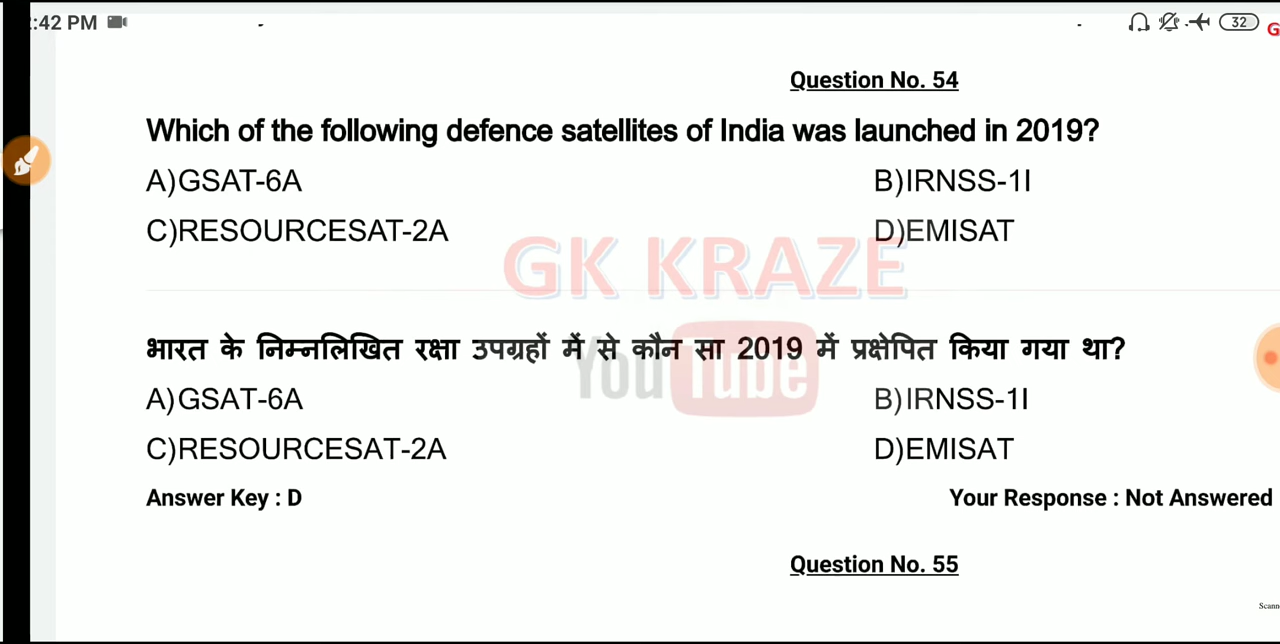 :42 PM
32
G
Question No. 54
Which of the following defence satellites of India was launched in 2019?
A)GSAT-6A B)IRNSS-1I
C)RESOURCESAT-2A D)EMISAT
GK KRAZE
भारत के निम्नलिखित रक्षा उपग्रहों में से कौन सा 2019 में प्रक्षेपित किया गया था?
YouTube
A)GSAT-6A B)IRNSS-1I
C)RESOURCESAT-2A D)EMISAT
Answer Key : D Your Response : Not Answered
Question No. 55
Scann